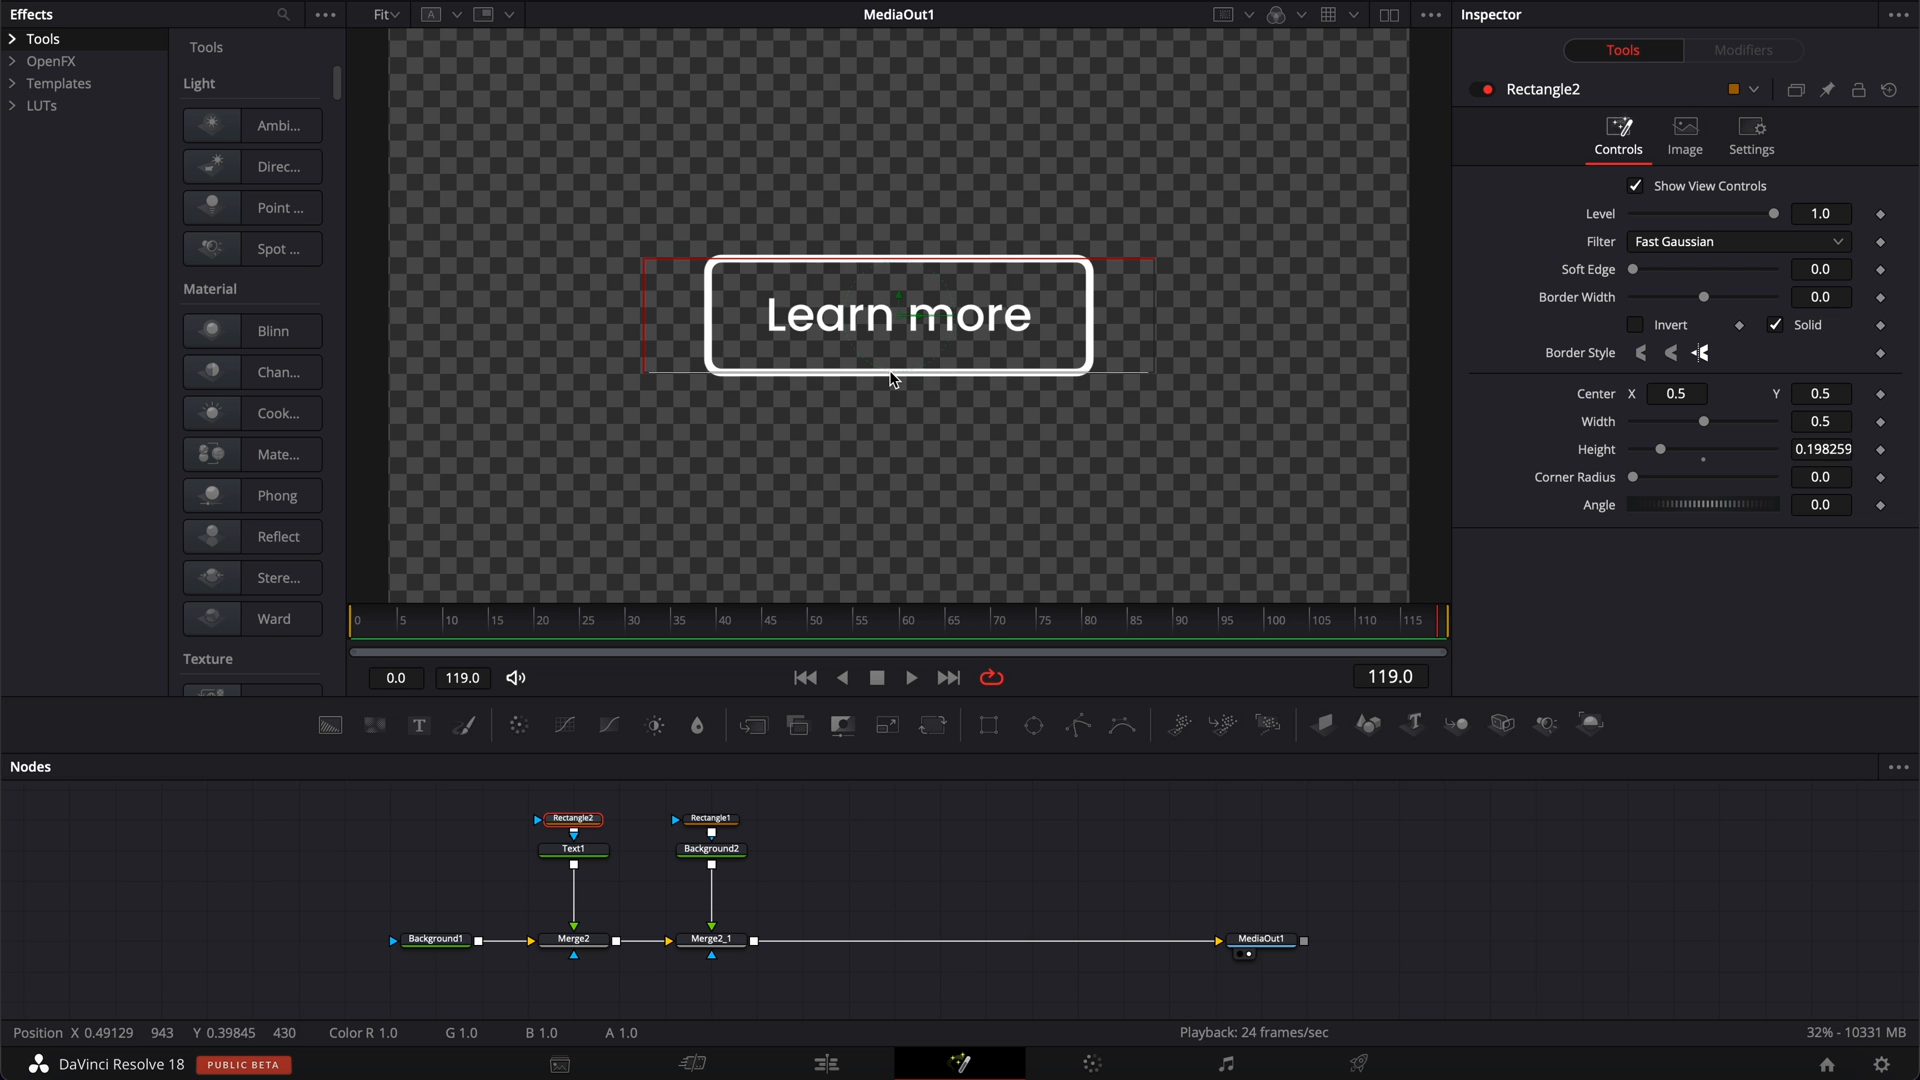 Effects
Fit
A
MediaOut1
Inspector
Tools
OpenFX
Templates
LUTs
Tools
Light
Ambi...
Direc...
Point ...
Spot ...
Material
Blinn
Chan...
Cook...
Mate...
Phong
Reflect
Stere...
Ward
Texture
Learn more
0 5 10 15 20 25 30 35 40 45 50 55 60 65 70 75 80 85 90 95 100 105 110 115
0.0 119.0 119.0
Tools Modifiers
Rectangle2
Controls Image Settings
Show View Controls
Level 1.0
Filter Fast Gaussian
Soft Edge 0.0
Border Width 0.0
Invert Solid
Border Style
Center X 0.5 Y 0.5
Width 0.5
Height 0.198259
Corner Radius 0.0
Angle 0.0
T
Nodes
Rectangle2 Rectangle1
Text1 Background2
Background1 Merge2 Merge2_1 MediaOut1
Position X 0.49129 943 Y 0.39845 430 Color R 1.0 G 1.0 B 1.0 A 1.0 Playback: 24 frames/sec 32% - 10331 MB
DaVinci Resolve 18 PUBLIC BETA